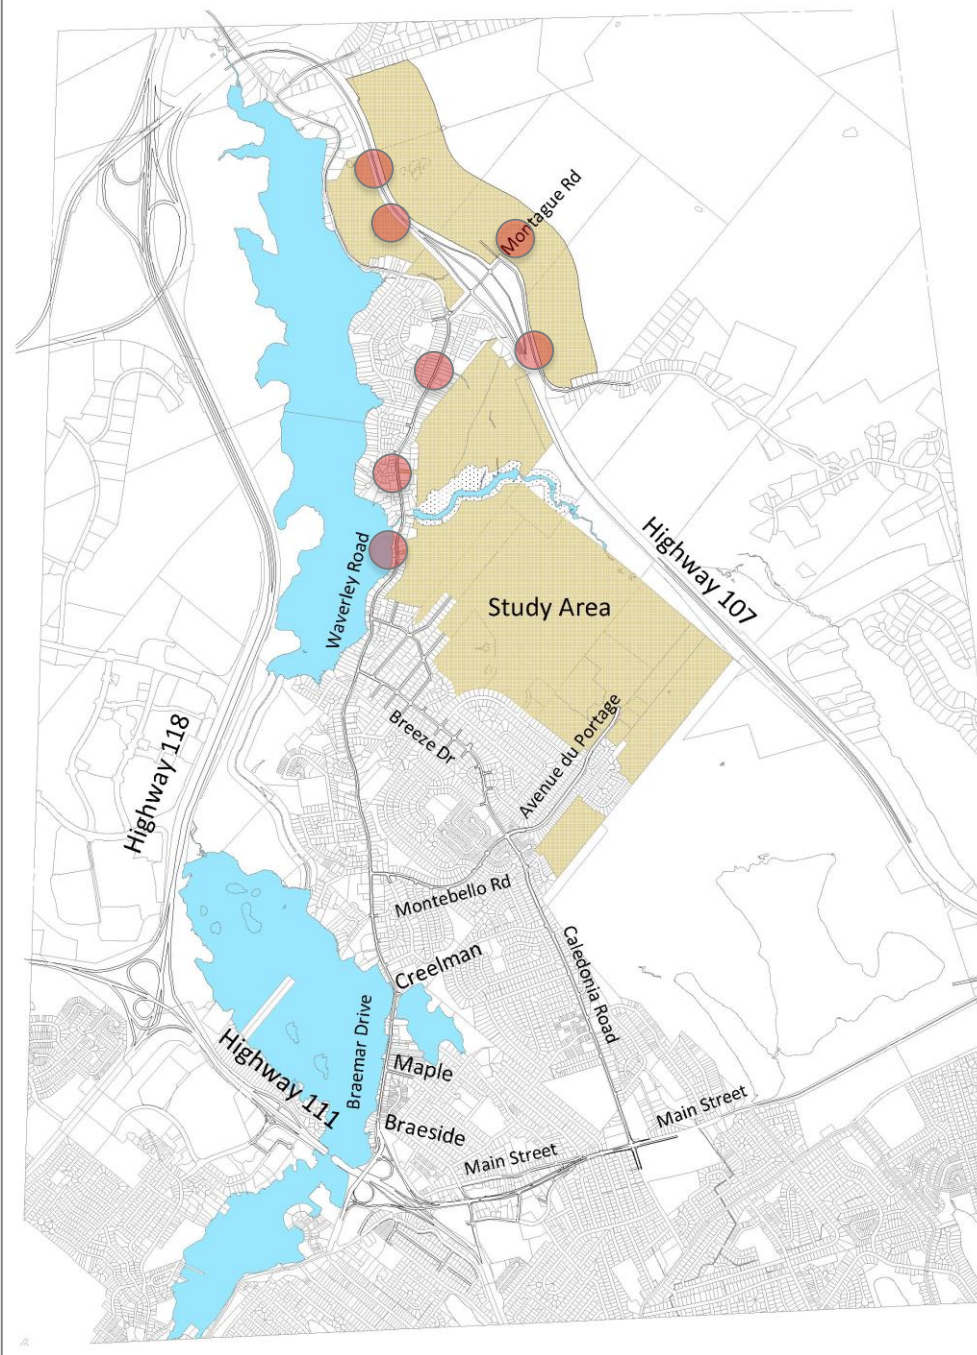 Montague Rd
Highway 107
Waverley Road
Study Area
Highway 118
Breeze Dr
Avenue du Portage
Montebello Rd
Creelman
Caledonia Road
Braemar Drive
Highway 111
Maple
Braeside
Main Street
Main Street